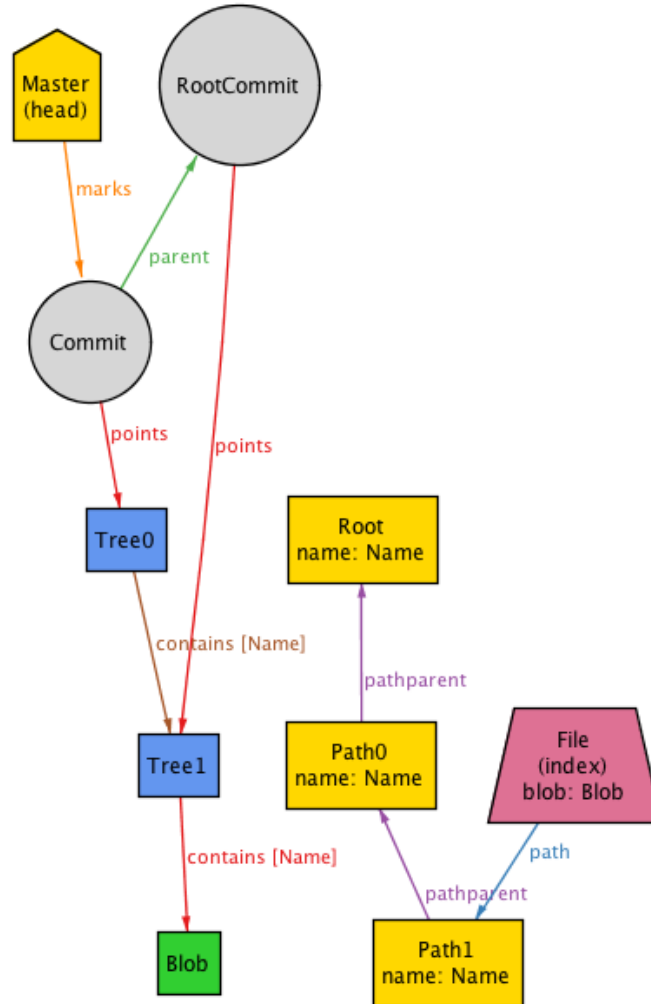 Master
(head)
RootCommit
marks
parent
Commit
points
points
Tree0
Root
name: Name
contains [Name]
pathparent
Tree1
Path0
name: Name
File
(index)
blob: Blob
contains [Name]
path
pathparent
Blob
Path1
name: Name